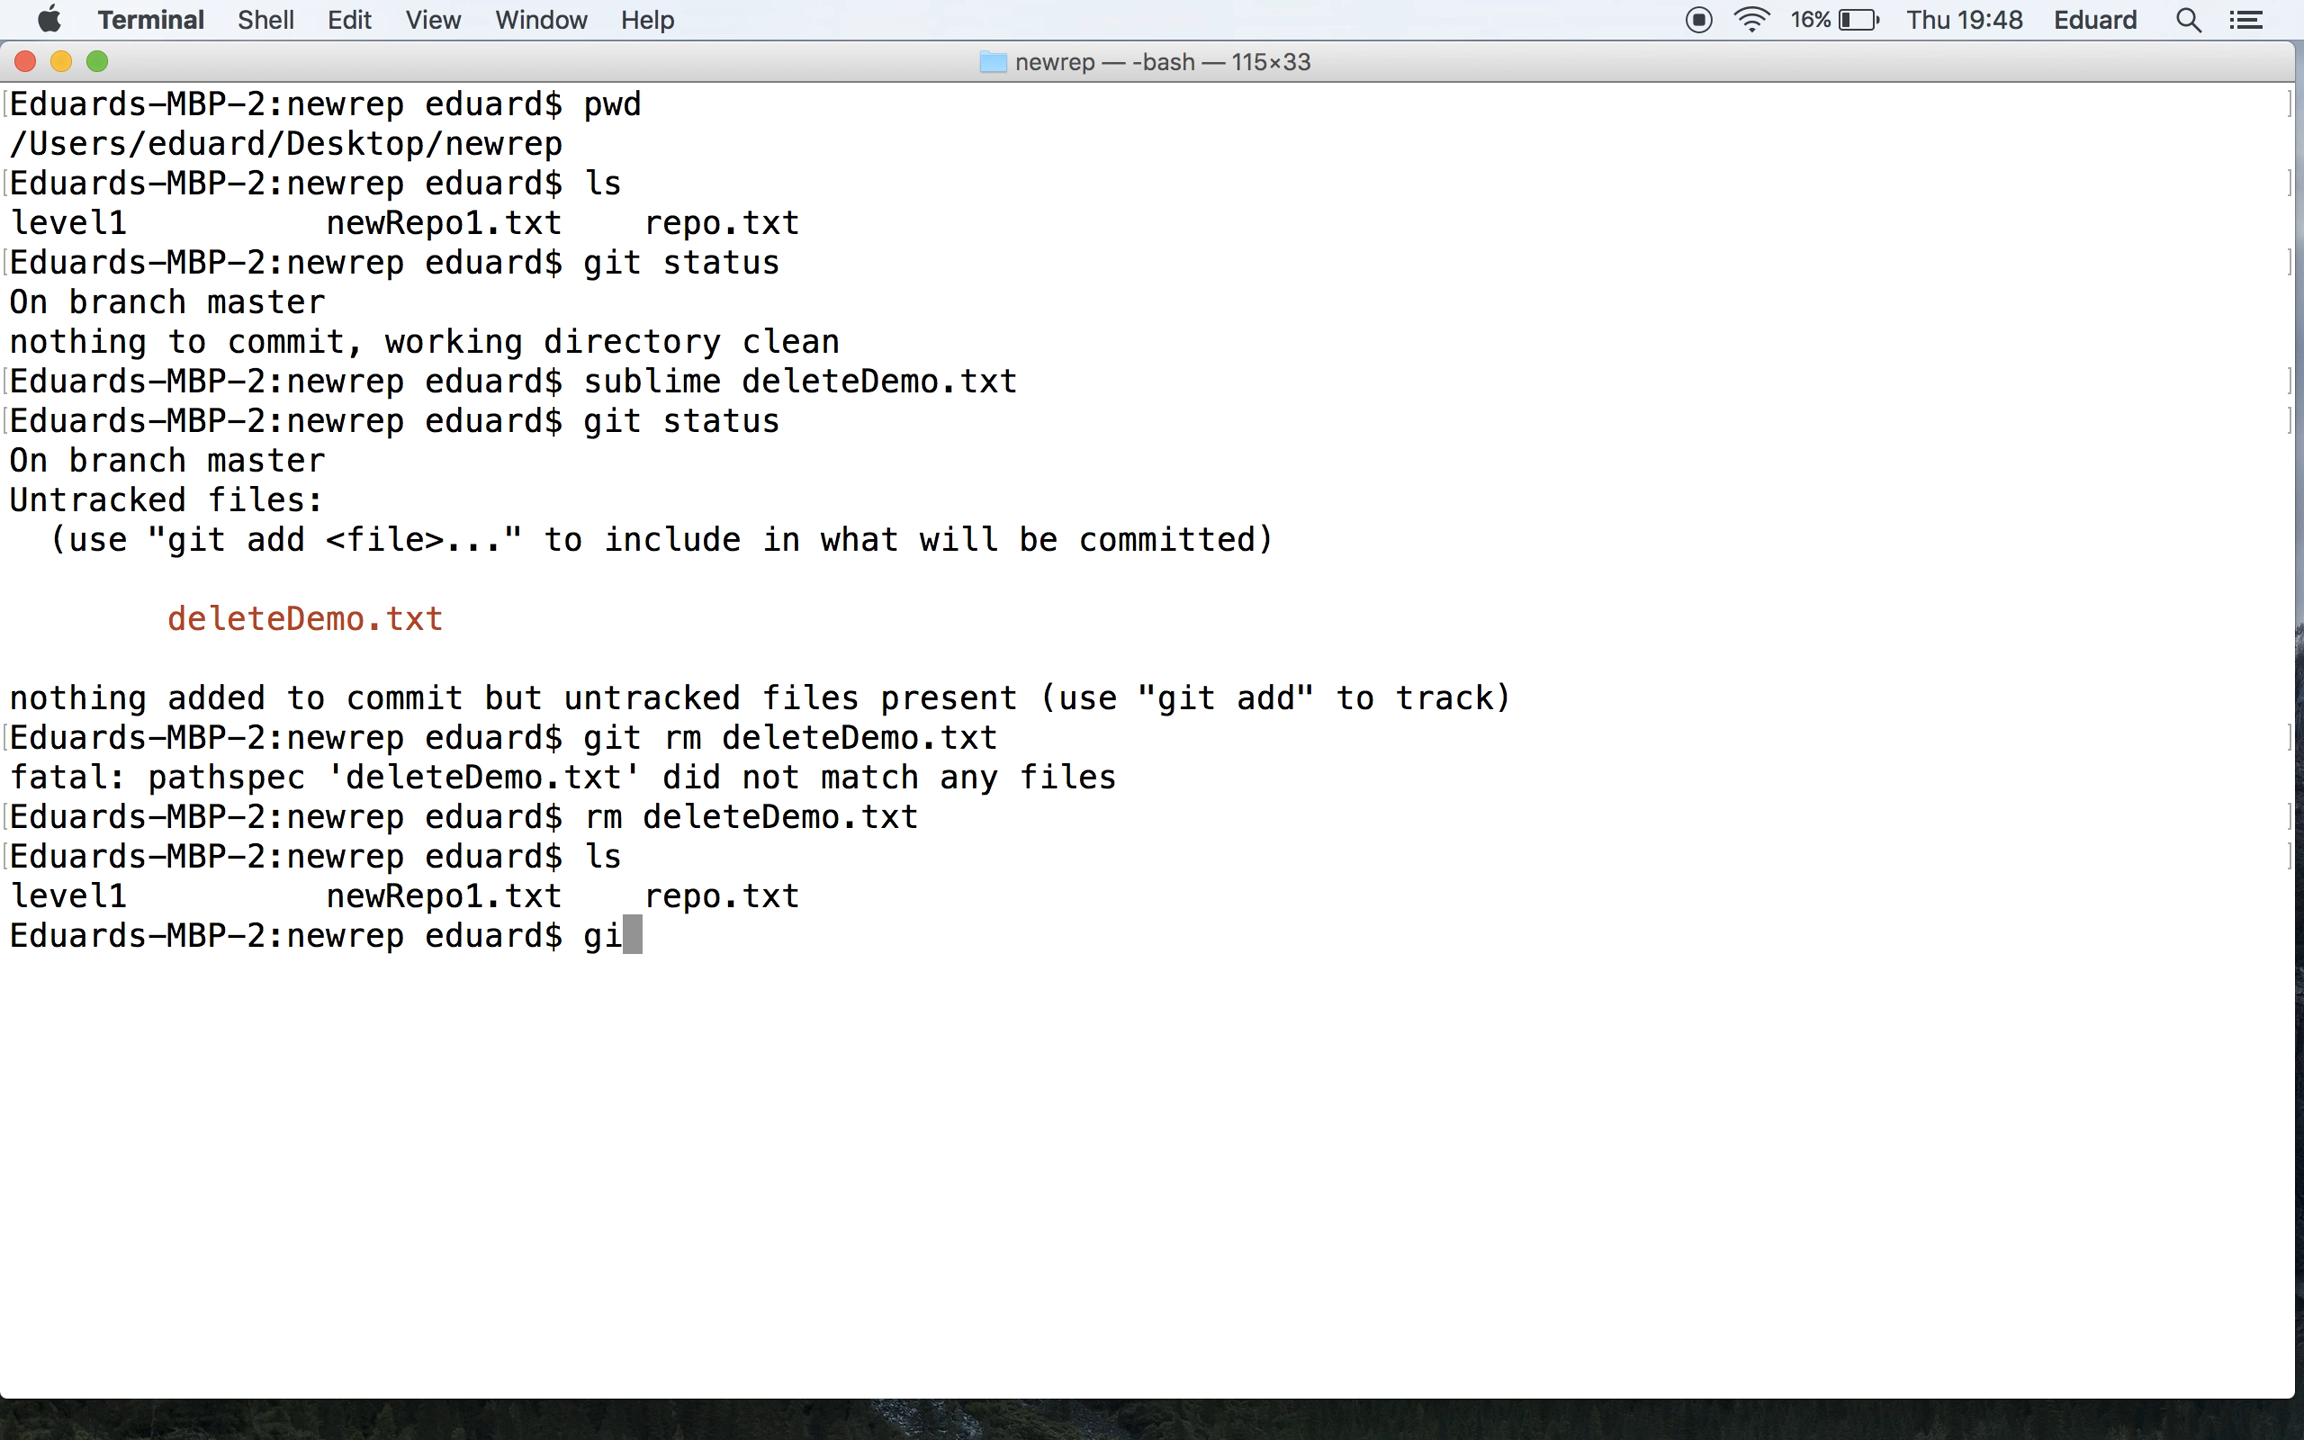 Terminal Shell Edit View Window Help 16% Thu 19:48 Eduard
newrep — -bash — 115×33
Eduards-MBP-2:newrep eduard$ pwd
/Users/eduard/Desktop/newrep
Eduards-MBP-2:newrep eduard$ ls
level1 newRepo1.txt repo.txt
Eduards-MBP-2:newrep eduard$ git status
On branch master
nothing to commit, working directory clean
Eduards-MBP-2:newrep eduard$ sublime deleteDemo.txt
Eduards-MBP-2:newrep eduard$ git status
On branch master
Untracked files:
(use "git add <file>..." to include in what will be committed)
deleteDemo.txt
nothing added to commit but untracked files present (use "git add" to track)
Eduards-MBP-2:newrep eduard$ git rm deleteDemo.txt
fatal: pathspec 'deleteDemo.txt' did not match any files
Eduards-MBP-2:newrep eduard$ rm deleteDemo.txt
Eduards-MBP-2:newrep eduard$ ls
level1 newRepo1.txt repo.txt
Eduards-MBP-2:newrep eduard$ gi